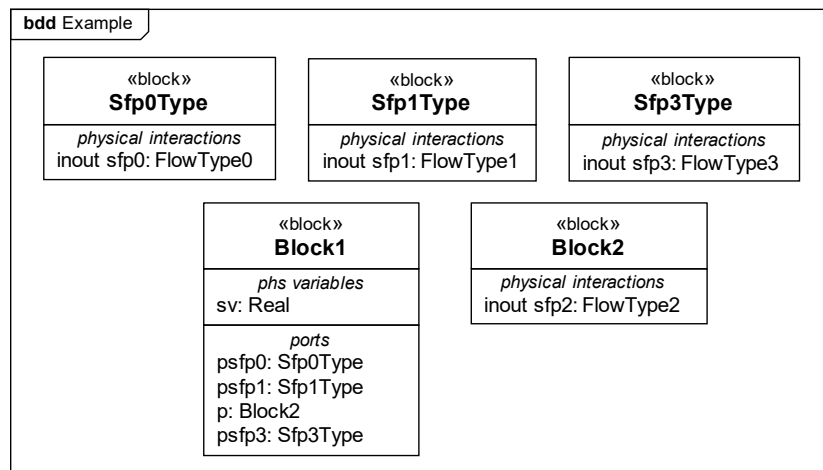 bdd Example
«block»
Sfp0Type
physical interactions
inout sfp0: FlowType0
«block»
Sfp1Type
physical interactions
inout sfp1: FlowType1
«block»
Sfp3Type
physical interactions
inout sfp3: FlowType3
«block»
Block1
phs variables
sv: Real
ports
psfp0: Sfp0Type
psfp1: Sfp1Type
p: Block2
psfp3: Sfp3Type
«block»
Block2
physical interactions
inout sfp2: FlowType2